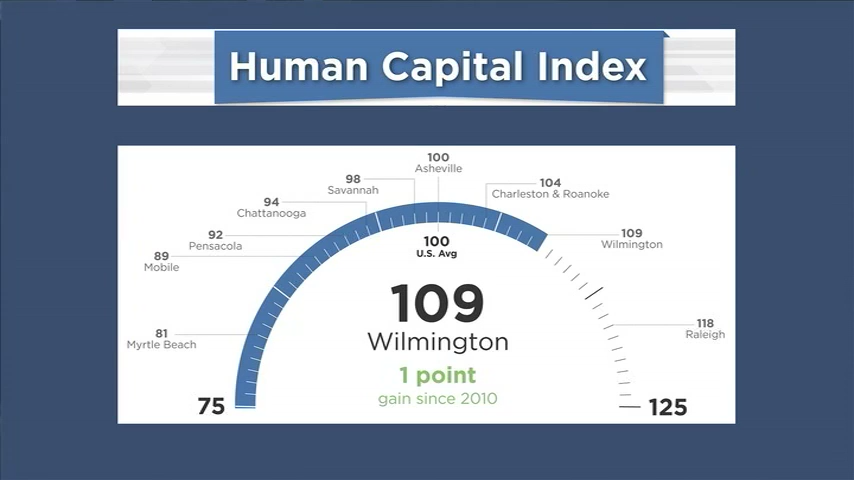 Human Capital Index
100
Asheville
98
Savannah
104
Charleston & Roanoke
94
Chattanooga
92
Pensacola
109
Wilmington
89
Mobile
100
U.S. Avg
109
Wilmington
81
Myrtle Beach
118
Raleigh
1 point
gain since 2010
75
125